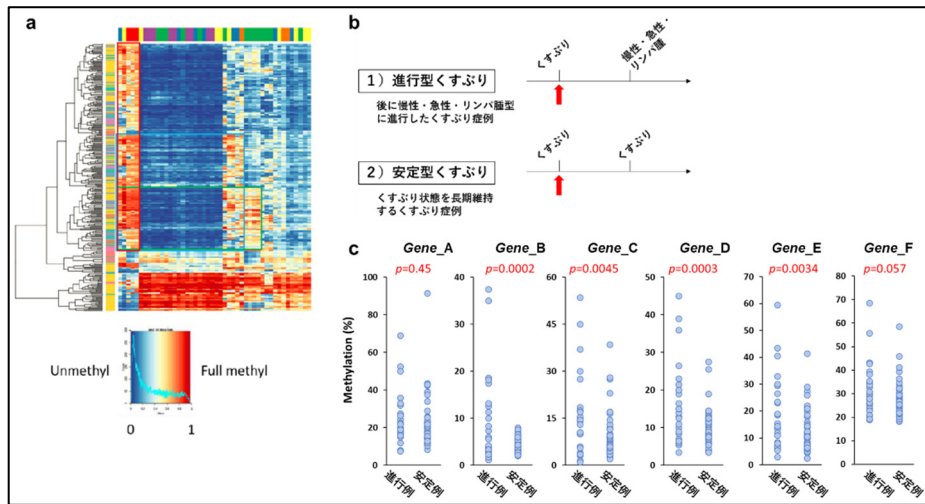 a
Unmethyl
Full methyl
0
1
b
くすぶり
慢性・急性・
リンパ腫
1）進行型くすぶり
後に慢性・急性・リンパ腫型
に進行したくすぶり症例
くすぶり
くすぶり
2）安定型くすぶり
くすぶり状態を長期維持
するくすぶり症例
c
Gene_A
Gene_B
Gene_C
Gene_D
Gene_E
Gene_F
p=0.45
p=0.0002
p=0.0045
p=0.0003
p=0.0034
p=0.057
Methylation (%)
100
80
60
40
20
0
40
30
20
10
0
60
45
30
15
0
50
40
30
20
10
0
70
60
50
40
30
20
10
0
80
70
60
50
40
30
20
10
0
進行例
安定例
進行例
安定例
進行例
安定例
進行例
安定例
進行例
安定例
進行例
安定例